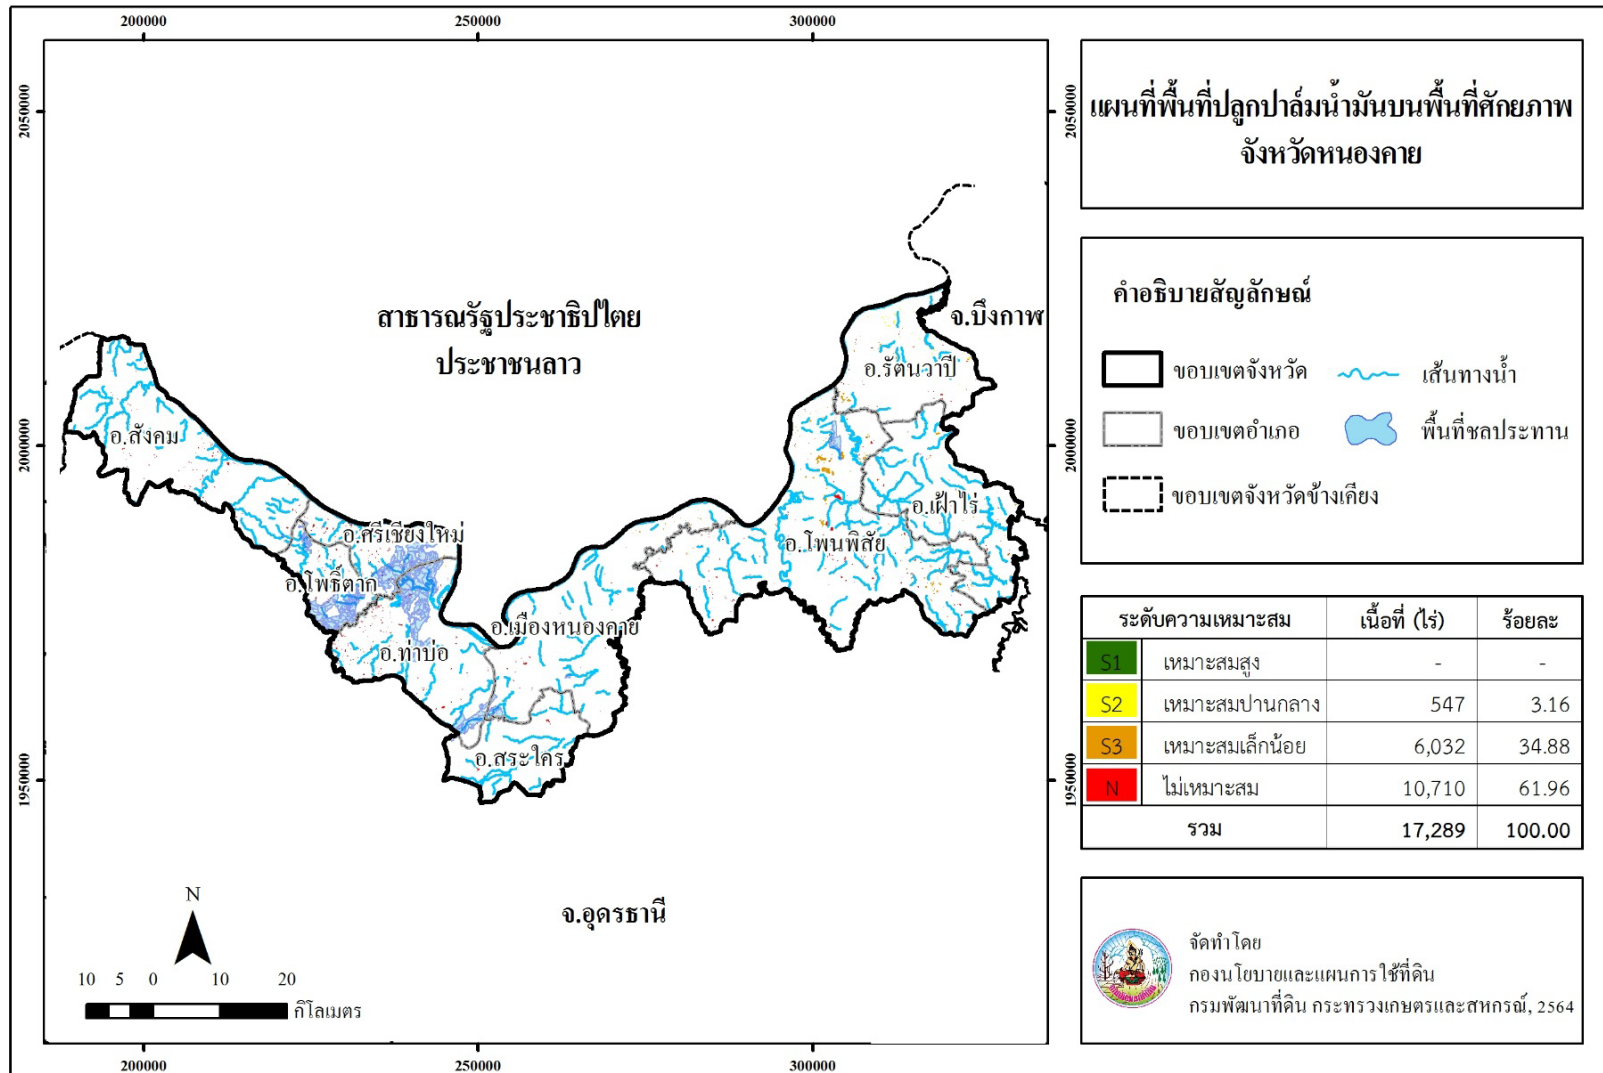 200000
250000
300000
2050000
2000000
1950000
สาธารณรัฐประชาธิปไตย
ประชาชนลาว
จ.บึงกาฬ
อ.รัตนวาปี
อ.สังคม
อ.เฝ้าไร่
อ.ศรีเชียงใหม่
อ.โพนพิสัย
อ.โพธิ์ตาก
อ.เมืองหนองคาย
อ.ท่าบ่อ
อ.สระใคร
จ.อุดรธานี
N
10 5 0 10 20
กิโลเมตร
200000
250000
300000
2050000
2000000
1950000
แผนที่พื้นที่ปลูกปาล์มน้ำมันบนพื้นที่ศักยภาพ
จังหวัดหนองคาย
คำอธิบายสัญลักษณ์
ขอบเขตจังหวัด เส้นทางน้ำ
ขอบเขตอำเภอ พื้นที่ชลประทาน
ขอบเขตจังหวัดข้างเคียง
ระดับความเหมาะสม เนื้อที่ (ไร่) ร้อยละ
S1 เหมาะสมสูง - -
S2 เหมาะสมปานกลาง 547 3.16
S3 เหมาะสมเล็กน้อย 6,032 34.88
N ไม่เหมาะสม 10,710 61.96
รวม 17,289 100.00
จัดทำโดย
กองนโยบายและแผนการใช้ที่ดิน
กรมพัฒนาที่ดิน กระทรวงเกษตรและสหกรณ์, 2564